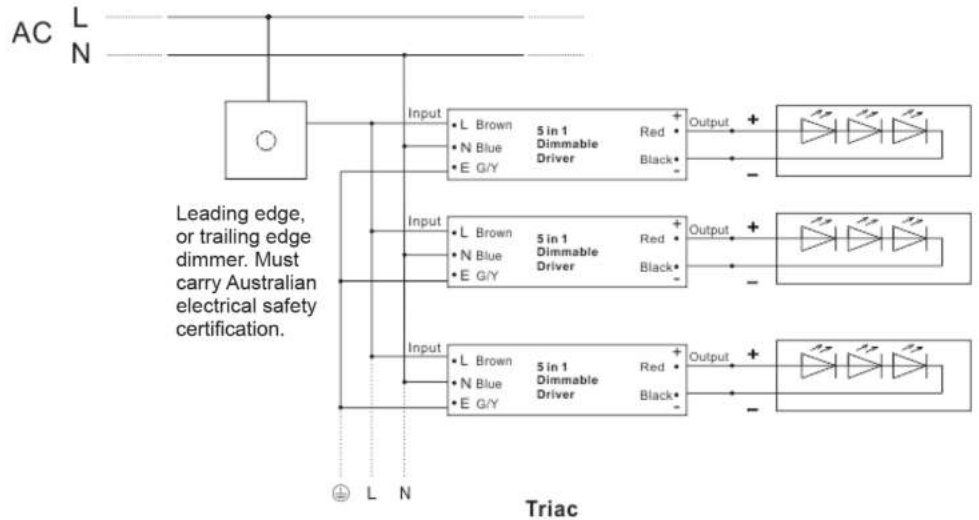 AC
L
N
Leading edge,
or trailing edge
dimmer. Must
carry Australian
electrical safety
certification.
Input
L Brown
N Blue
E G/Y
5 in 1
Dimmable
Driver
+
Red
Black
-
Output
+
-
Input
L Brown
N Blue
E G/Y
5 in 1
Dimmable
Driver
+
Red
Black
-
Output
+
-
Input
L Brown
N Blue
E G/Y
5 in 1
Dimmable
Driver
+
Red
Black
-
Output
+
-
L
N
Triac